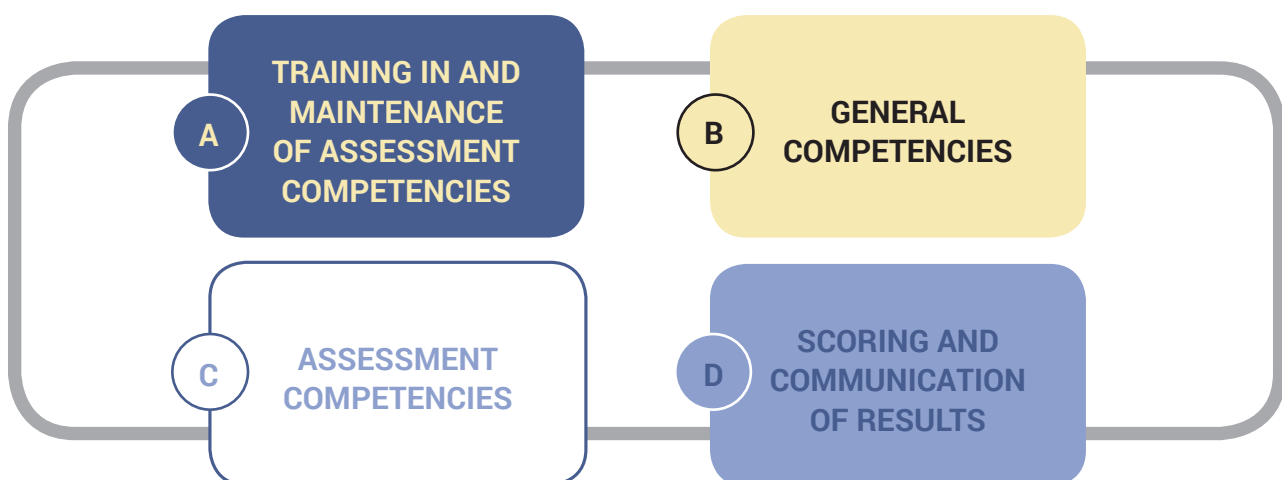 A
TRAINING IN AND
MAINTENANCE
OF ASSESSMENT
COMPETENCIES
B
GENERAL
COMPETENCIES
C
ASSESSMENT
COMPETENCIES
D
SCORING AND
COMMUNICATION
OF RESULTS